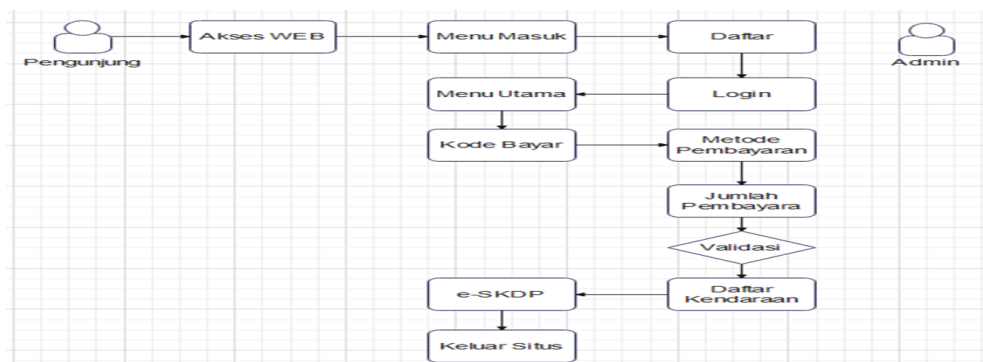 Akses WEB
Menu Masuk
Daftar
Pengunjung
Admin
Menu Utama
Login
Kode Bayar
Metode
Pembayaran
Jumlah
Pembayara
Validasi
e-SKDP
Daftar
Kendaraan
Keluar Situs